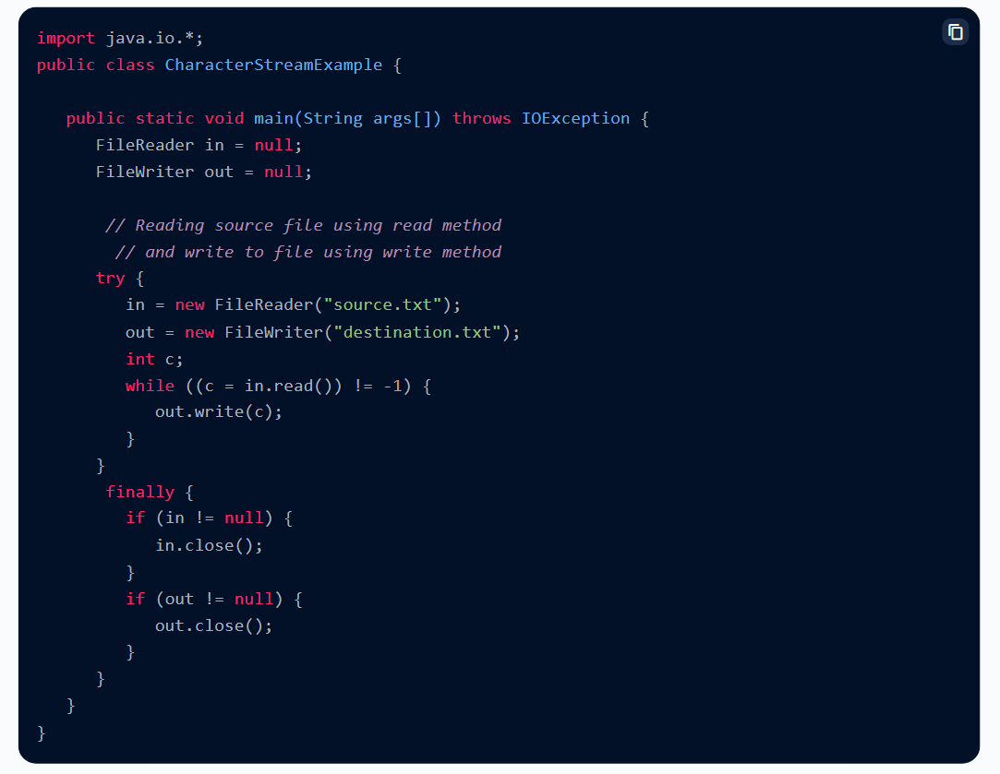 import java.io.*;
public class CharacterStreamExample {
public static void main(String args[]) throws IOException {
FileReader in = null;
FileWriter out = null;
// Reading source file using read method
// and write to file using write method
try {
in = new FileReader("source.txt");
out = new FileWriter("destination.txt");
int c;
while ((c = in.read()) != -1) {
out.write(c);
}
}
finally {
if (in != null) {
in.close();
}
if (out != null) {
out.close();
}
}
}
}